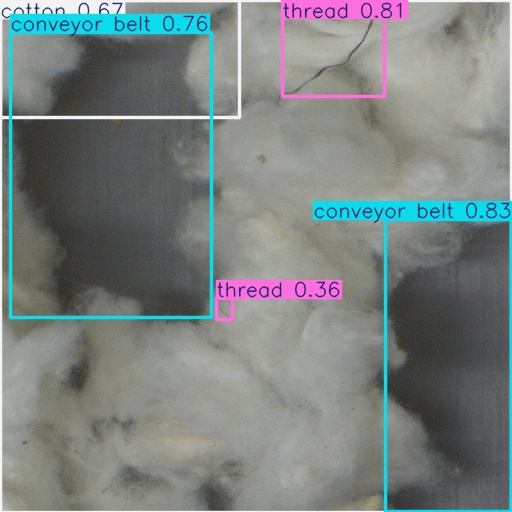 cotton 0.67
thread 0.81
conveyor belt 0.76
conveyor belt 0.83
thread 0.36